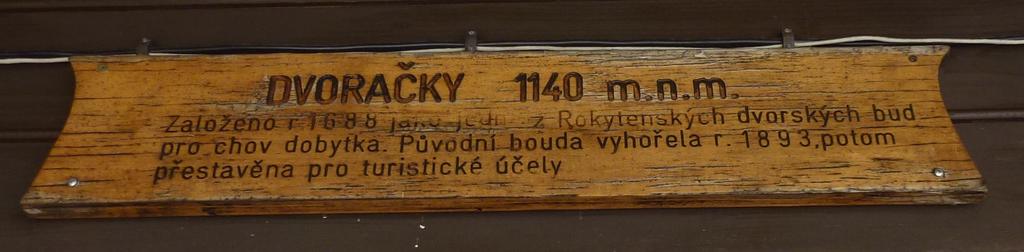 DVORAČKY 1140 m.n.m.
Založeno r. 1688 jako jedn z Rokytenských dvorských bud
pro chov dobytka. Původní bouda vyhořela r. 1893,potom
přestavěna pro turistické účely